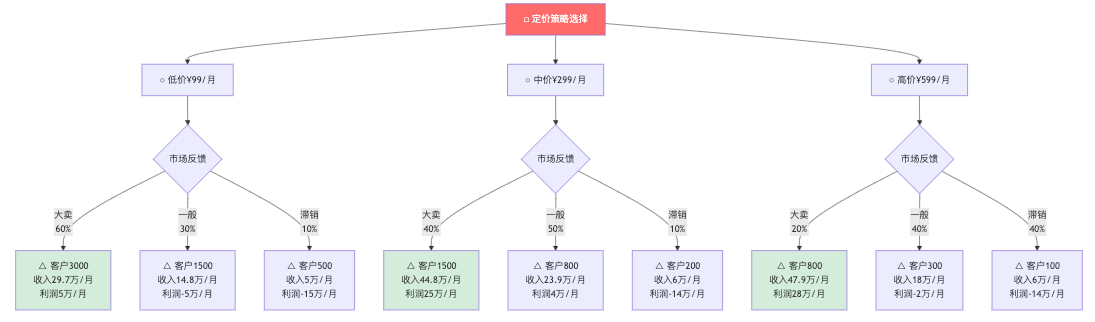 □ 定价策略选择
○ 低价¥99/月
○ 中价¥299/月
○ 高价¥599/月
市场反馈
市场反馈
市场反馈
大卖
60%
一般
30%
滞销
10%
大卖
40%
一般
50%
滞销
10%
大卖
20%
一般
40%
滞销
40%
△ 客户3000
收入29.7万/月
利润5万/月
△ 客户1500
收入14.8万/月
利润-5万/月
△ 客户500
收入5万/月
利润-15万/月
△ 客户1500
收入44.8万/月
利润25万/月
△ 客户800
收入23.9万/月
利润4万/月
△ 客户200
收入6万/月
利润-14万/月
△ 客户800
收入47.9万/月
利润28万/月
△ 客户300
收入18万/月
利润-2万/月
△ 客户100
收入6万/月
利润-14万/月